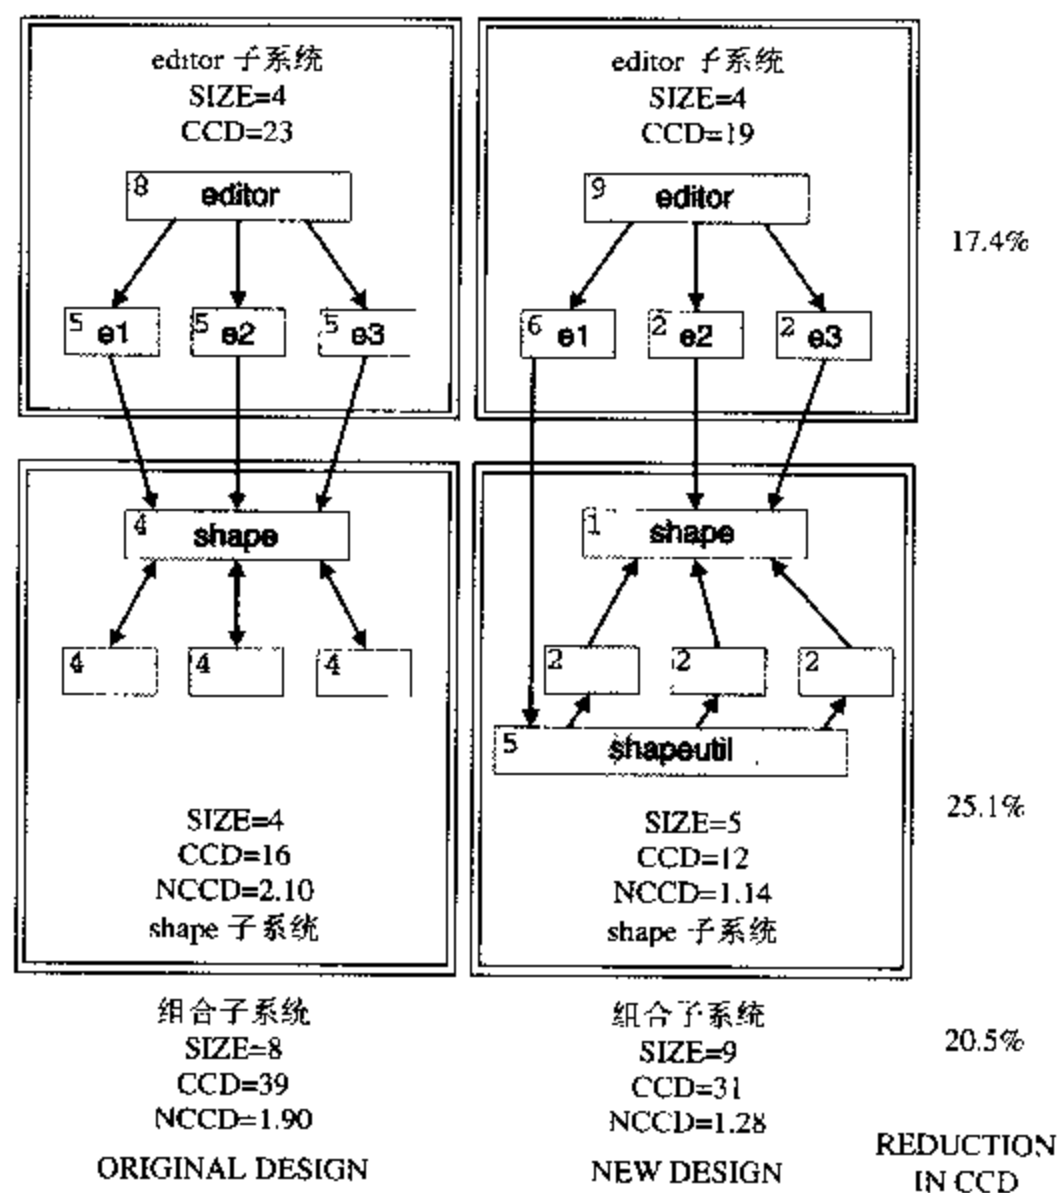 editor 子系统
SIZE=4
CCD=23
8 editor
5 e1
5 e2
5 e3
4 shape
4
4
4
SIZE=4
CCD=16
NCCD=2.10
shape 子系统
组合子系统
SIZE=8
CCD=39
NCCD=1.90
ORIGINAL DESIGN
editor 子系统
SIZE=4
CCD=19
9 editor
6 e1
2 e2
2 e3
1 shape
2
2
2
5 shapeutil
SIZE=5
CCD=12
NCCD=1.14
shape 子系统
组合子系统
SIZE=9
CCD=31
NCCD=1.28
NEW DESIGN
17.4%
25.1%
20.5%
REDUCTION
IN CCD